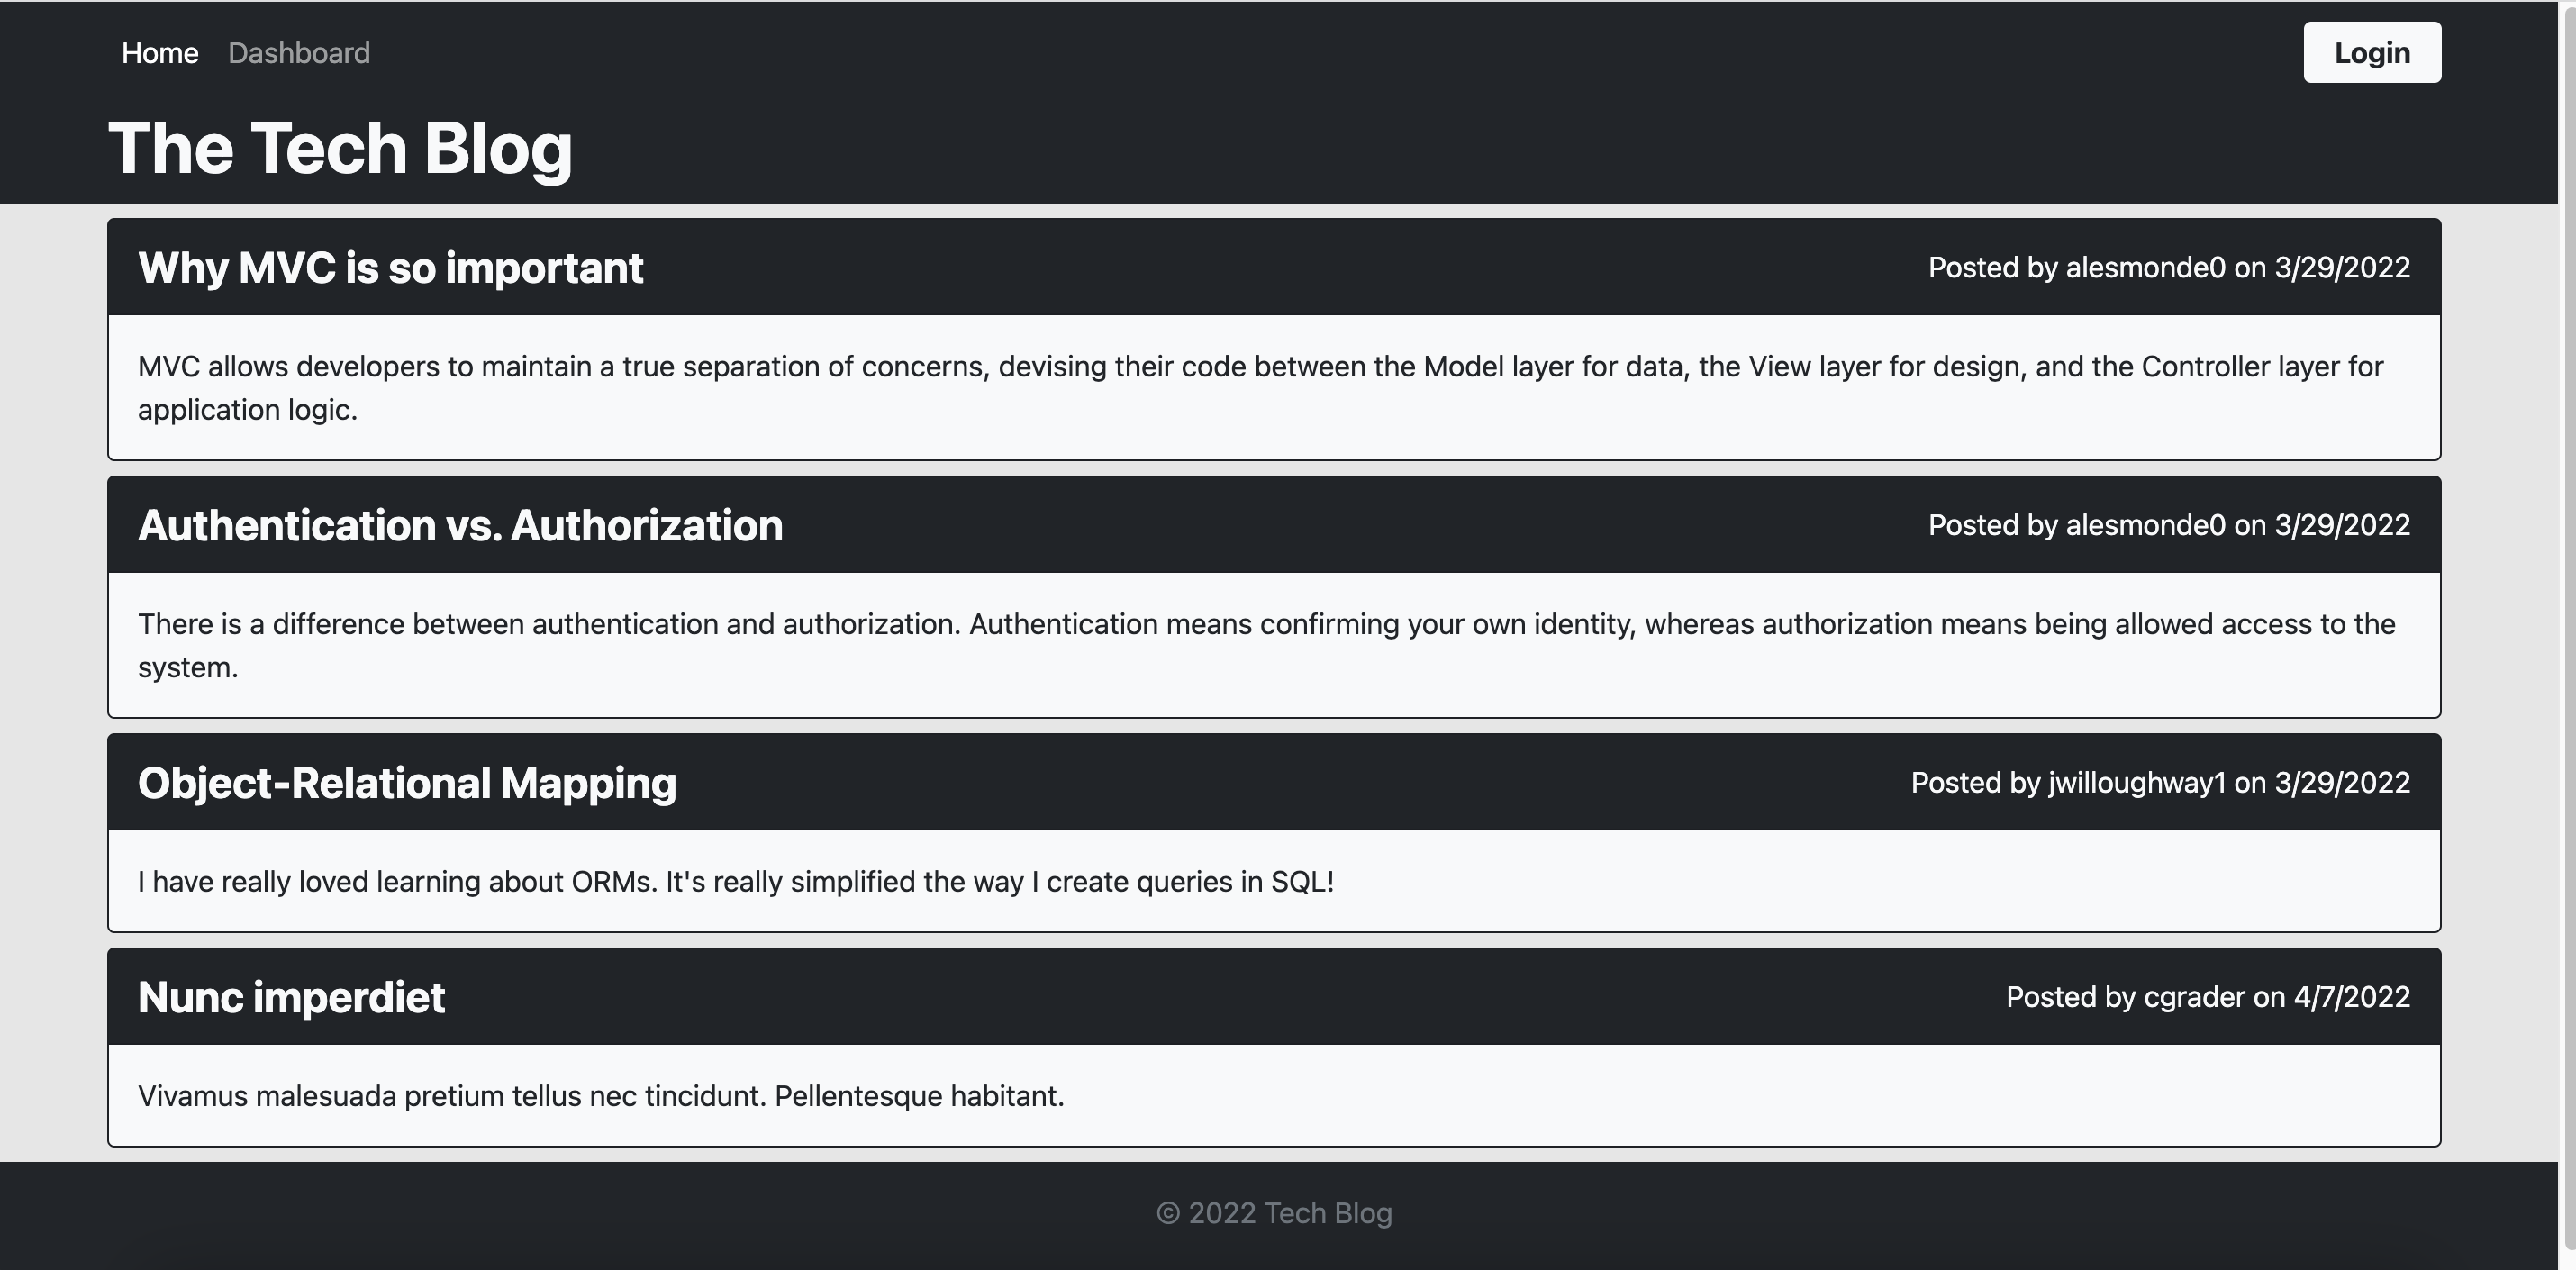 Home Dashboard Login
The Tech Blog
Why MVC is so important Posted by alesmonde0 on 3/29/2022
MVC allows developers to maintain a true separation of concerns, devising their code between the Model layer for data, the View layer for design, and the Controller layer for
application logic.
Authentication vs. Authorization Posted by alesmonde0 on 3/29/2022
There is a difference between authentication and authorization. Authentication means confirming your own identity, whereas authorization means being allowed access to the
system.
Object-Relational Mapping Posted by jwilloughway1 on 3/29/2022
I have really loved learning about ORMs. It's really simplified the way I create queries in SQL!
Nunc imperdiet Posted by cgrader on 4/7/2022
Vivamus malesuada pretium tellus nec tincidunt. Pellentesque habitant.
© 2022 Tech Blog